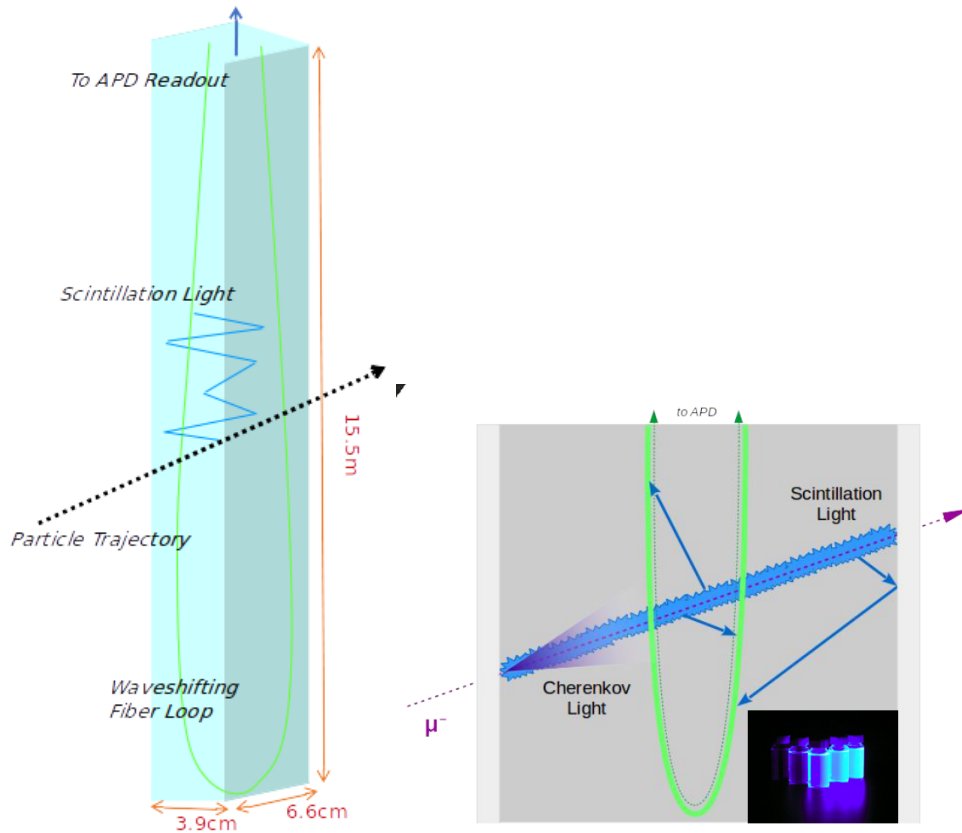 To APD Readout
Scintillation Light
15.5m
Particle Trajectory
Waveshifting
Fiber Loop
3.9cm
6.6cm
to APD
Scintillation
Light
Cherenkov
Light
μ⁻